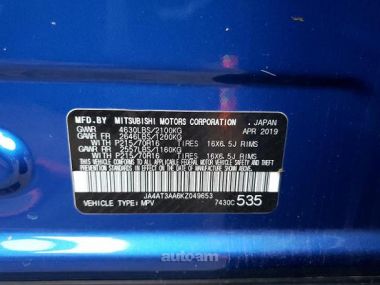 MFD.BY MITSUBISHI MOTORS CORPORATION, JAPAN
GVWR 4630LBS/2100KG APR 2019
GAWR FR 2646LBS/1200KG
WITH P215/70R16 TIRES 16X6.5J RIMS
GAWR RR 2557LBS/1160KG
WITH P215/70R16 TIRES 16X6.5J RIMS
THIS VEHICLE CONFORMS TO ALL APPLICABLE FEDERAL MOTOR VEHICLE SAFETY, BUMPER, AND THEFT PREVENTION STANDARDS IN EFFECT ON THE DATE OF MANUFACTURE SHOWN ABOVE.
JA4AT3AA6KZ049653
VEHICLE TYPE: MPV 7430C 535
autoam